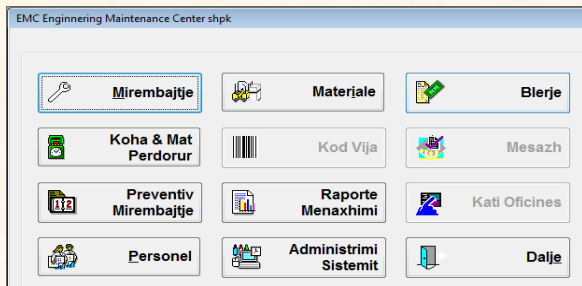 EMC Enginnering Maintenance Center shpk
Mirembajtje
Materiale
Blerje
Koha & Mat
Perdorur
Kod Vija
Mesazh
Preventiv
Mirembajtje
Raporte
Menaxhimi
Kati Oficines
Personel
Administrimi
Sistemit
Dalje